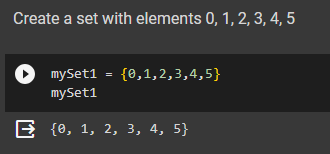 Create a set with elements 0, 1, 2, 3, 4, 5
mySet1 = {0,1,2,3,4,5}
mySet1
{0, 1, 2, 3, 4, 5}